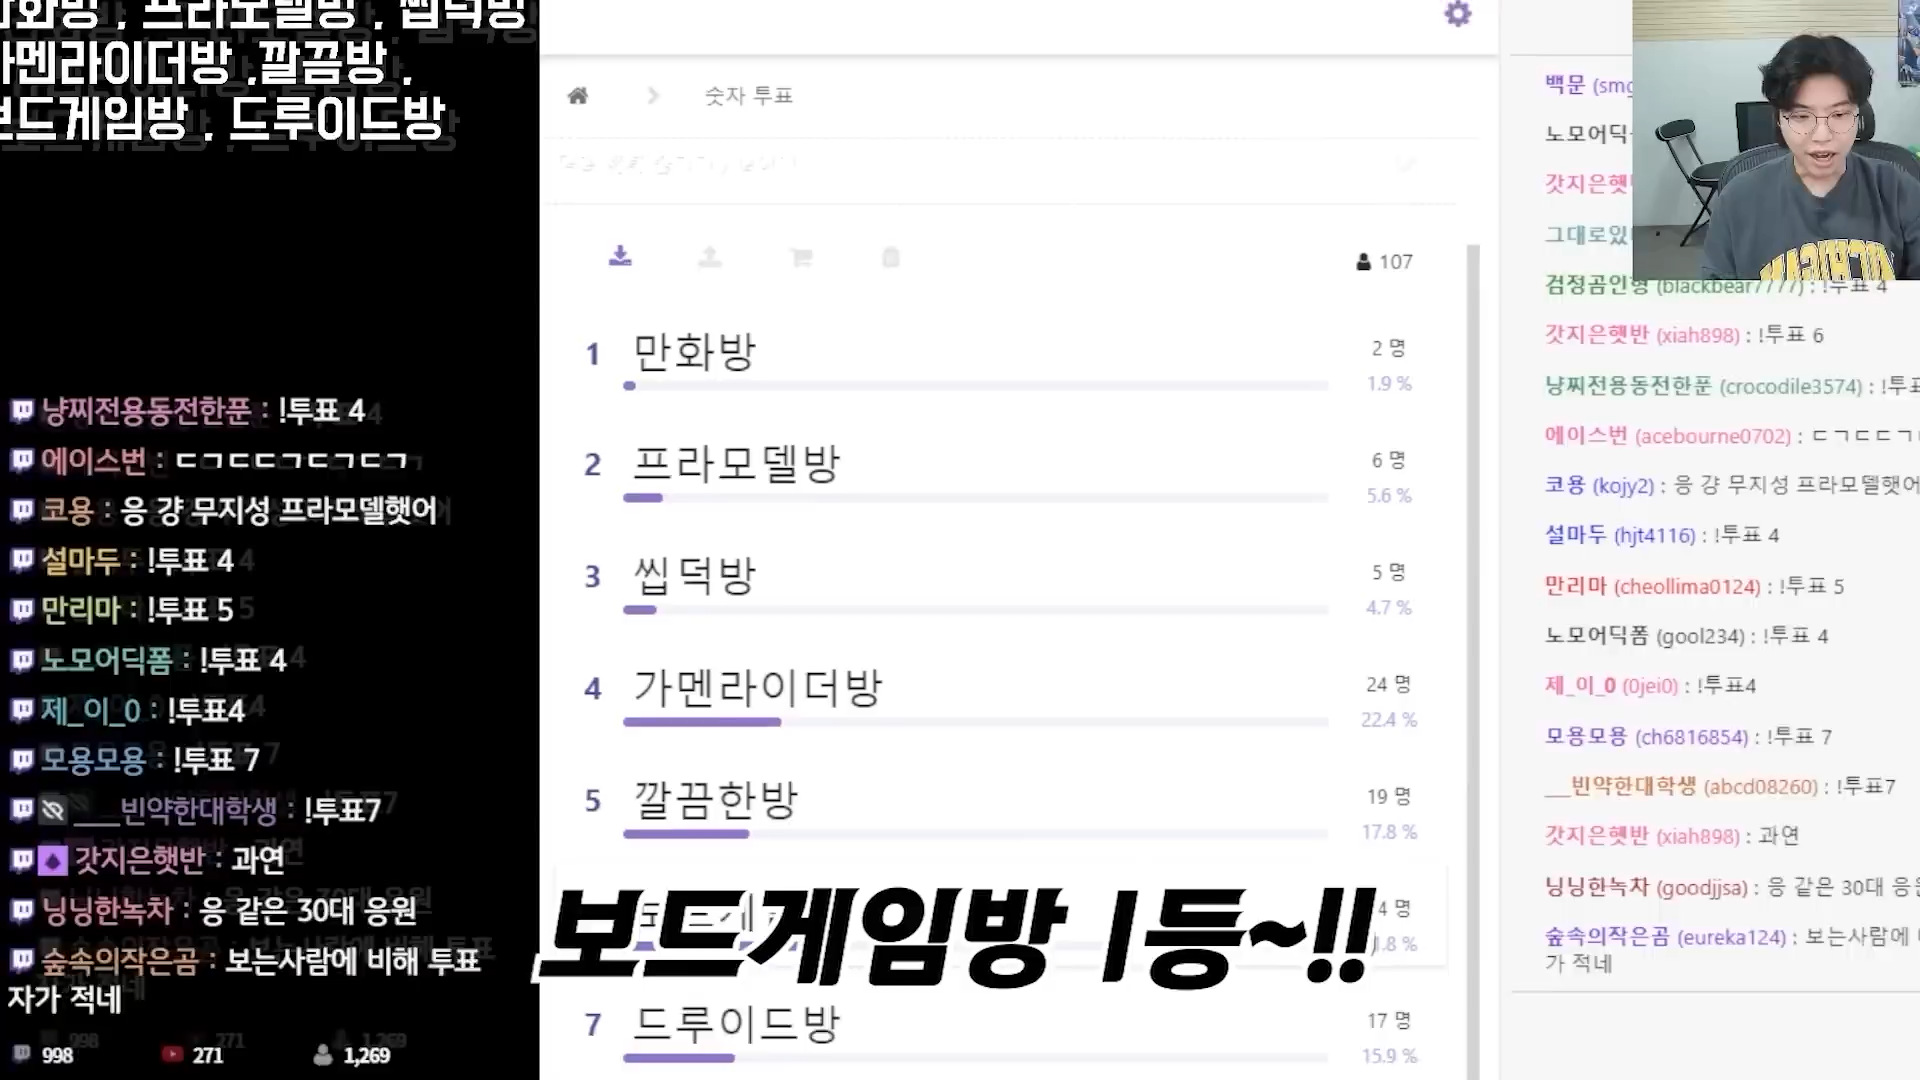 프라모델방 . 씹덕방
가멘라이더방 .깔끔방 .
보드게임방 . 드루이드방
냥찌전용동전한푼 : !투표 4
에이스번 : ㄷㄱㄷㄷㄱㄷㄱㄷㄱ
코용 : 응 걍 무지성 프라모델햇어
설마두 : !투표 4
만리마 : !투표 5
노모어딕폼 : !투표 4
제_이_0 : !투표4
모용모용 : !투표 7
___빈약한대학생 : !투표7
갓지은햇반 : 과연
닝닝한녹차 : 응 같은 30대 응원
숲속의작은곰 : 보는사람에 비해 투표
자가 적네
998 271 1,269
숫자 투표
107
1 만화방 2 명
1.9 %
2 프라모델방 6 명
5.6 %
3 씹덕방 5 명
4.7 %
4 가멘라이더방 24 명
22.4 %
5 깔끔한방 19 명
17.8 %
보드게임방 1등~!!
7 드루이드방 17 명
15.9 %
백문
노모어딕
갓지은햇
그대로있
검정곰인형 (blackbear7777) : !투표 4
갓지은햇반 (xiah898) : !투표 6
냥찌전용동전한푼 (crocodile3574) : !투표
에이스번 (acebourne0702) : ㄷㄱㄷㄷㄱ
코용 (kojy2) : 응 걍 무지성 프라모델햇어
설마두 (hjt4116) : !투표 4
만리마 (cheollima0124) : !투표 5
노모어딕폼 (gool234) : !투표 4
제_이_0 (0jei0) : !투표4
모용모용 (ch6816854) : !투표 7
___빈약한대학생 (abcd08260) : !투표7
갓지은햇반 (xiah898) : 과연
닝닝한녹차 (goodjjsa) : 응 같은 30대 응원
숲속의작은곰 (eureka124) : 보는사람에
가 적네